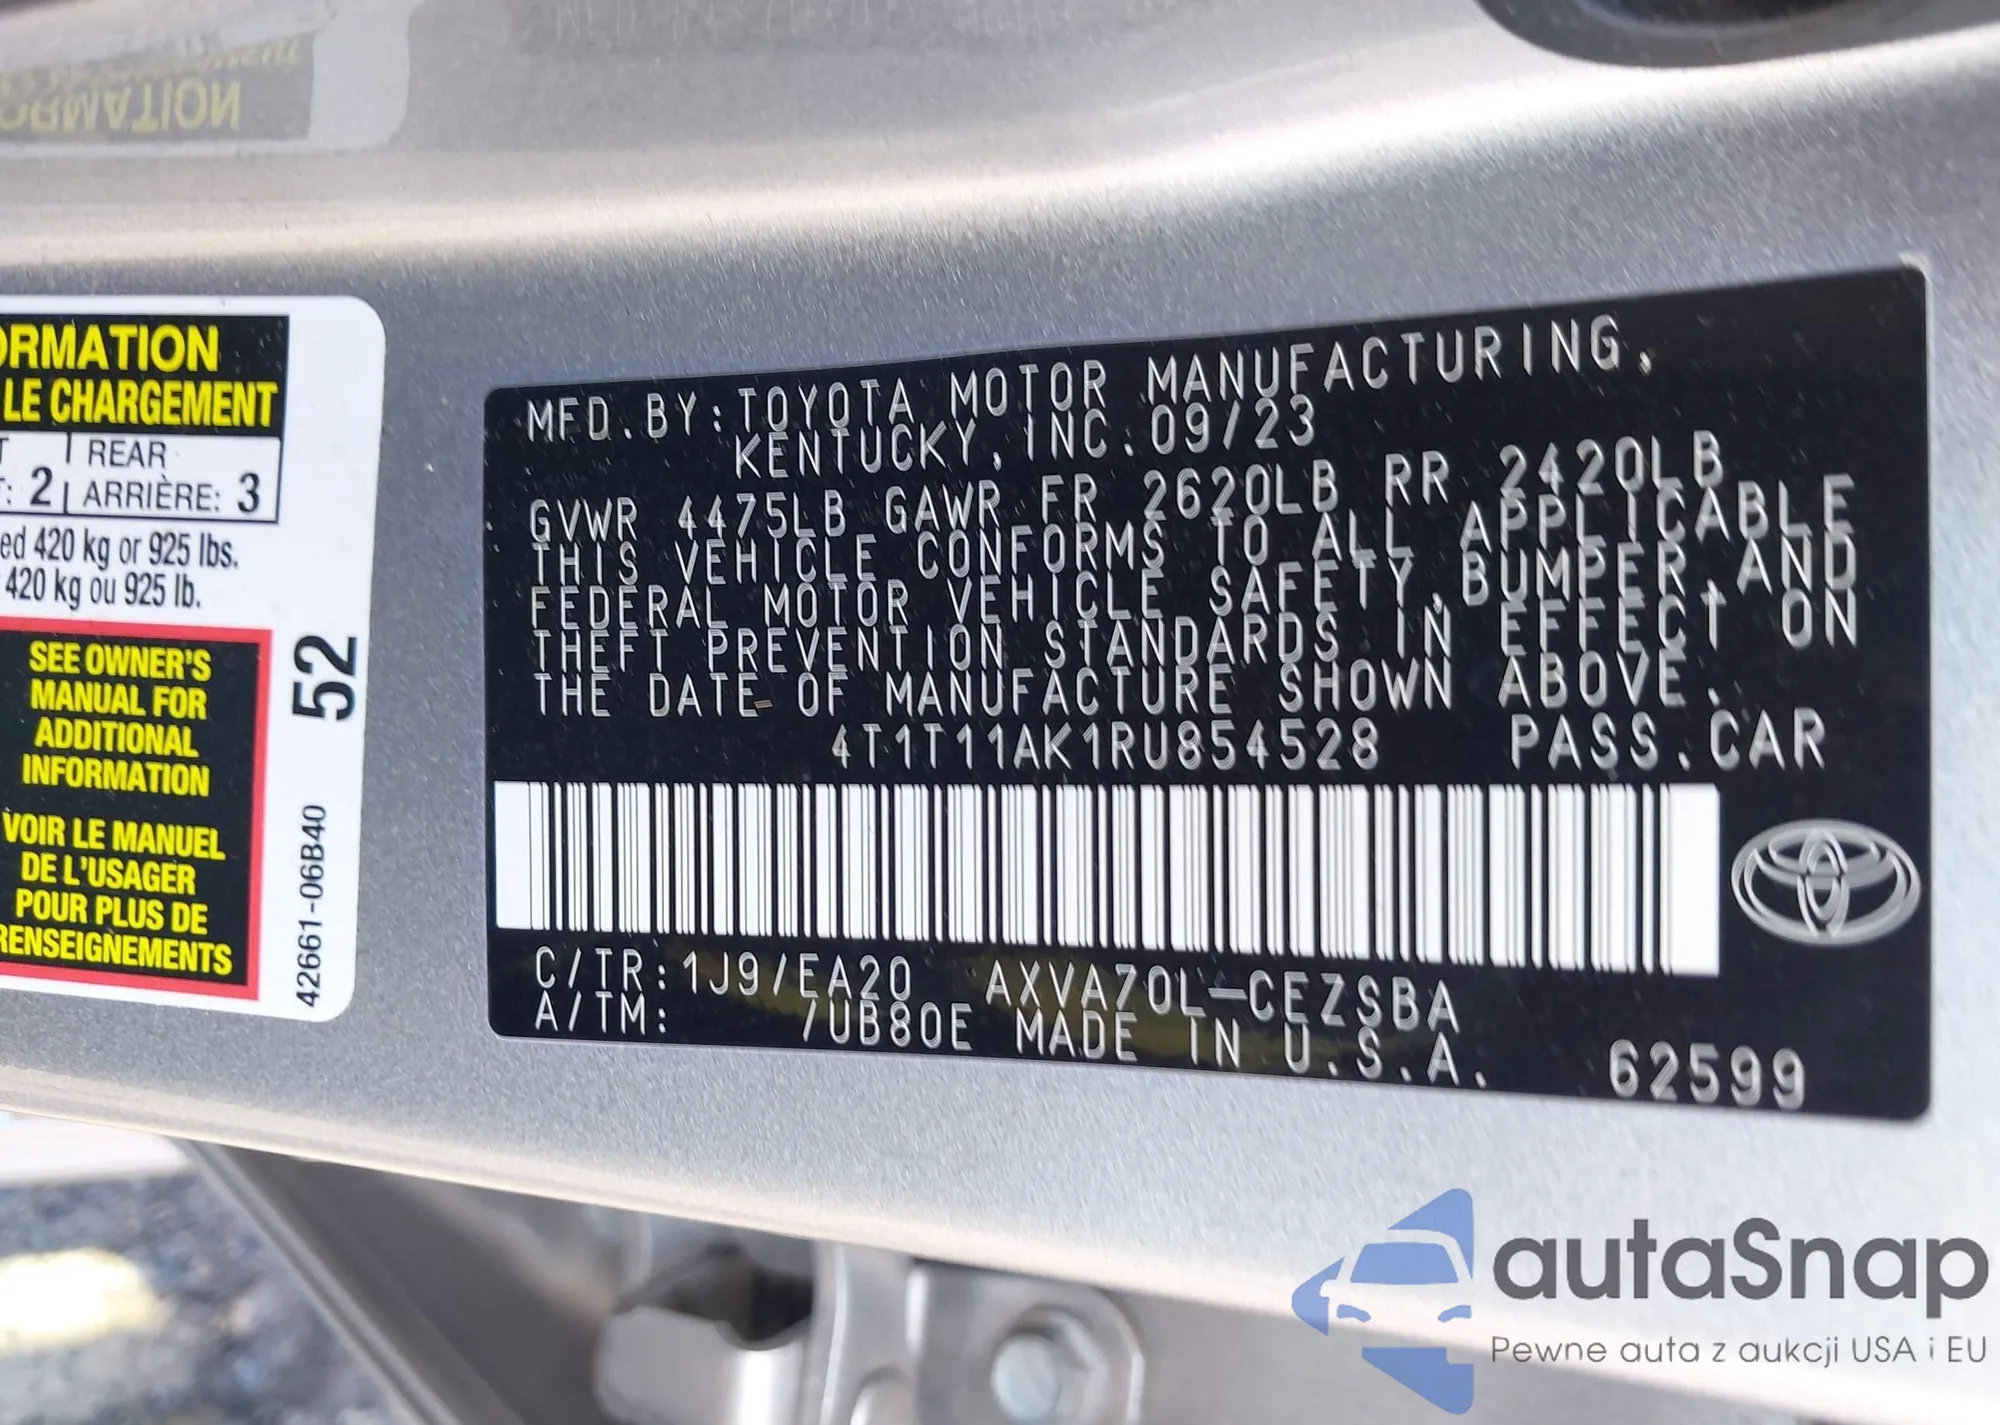 ORMATION
ORMATION
LE CHARGEMENT
REAR
: 2 ARRIÈRE: 3
ed 420 kg or 925 lbs.
420 kg ou 925 lb.
SEE OWNER'S
MANUAL FOR
ADDITIONAL
INFORMATION
VOIR LE MANUEL
DE L'USAGER
POUR PLUS DE
RENSEIGNEMENTS
52
42661-06B40
MFD.BY:TOYOTA MOTOR MANUFACTURING,
KENTUCKY, INC.09/23
GVWR 4475LB GAWR FR 2620LB RR 2420LB
THIS VEHICLE CONFORMS TO ALL APPLICABLE
FEDERAL MOTOR VEHICLE SAFETY,BUMPER,AND
THEFT PREVENTION STANDARDS IN EFFECT ON
THE DATE OF MANUFACTURE SHOWN ABOVE.
4T1T11AK1RU854528 PASS.CAR
C/TR:1J9/EA20 AXVA70L-CEZSBA
A/TM: /UB80E MADE IN U.S.A. 62599
autaSnap
Pewne auta z aukcji USA i EU